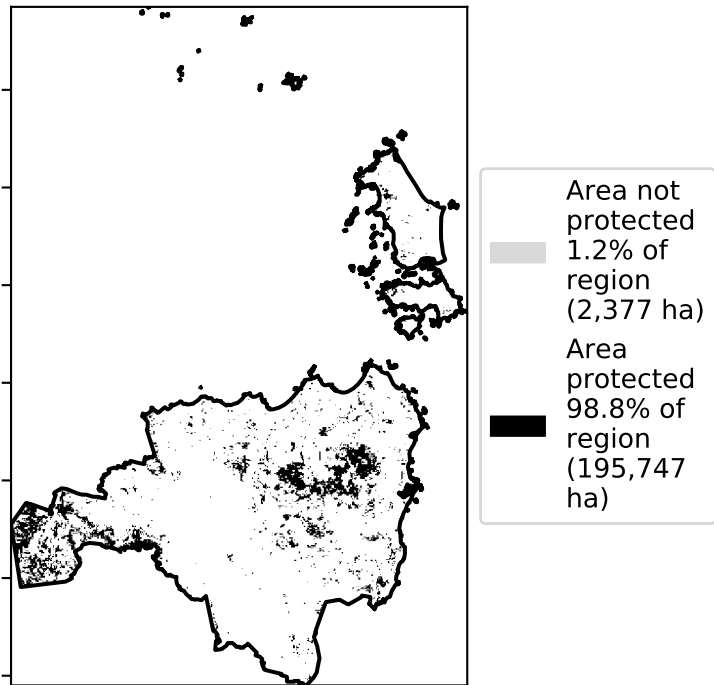 Area not
protected
1.2% of
region
(2,377 ha)
Area
protected
98.8% of
region
(195,747
ha)